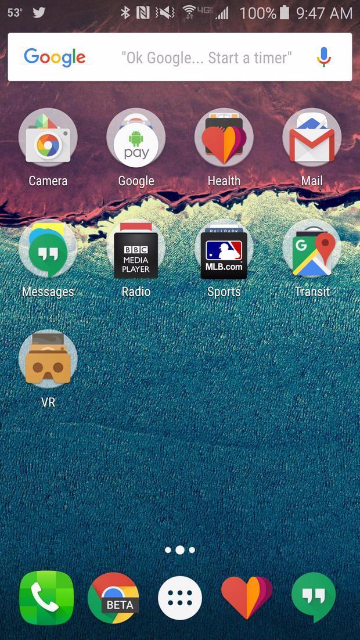 53°
4G
100%
9:47 AM
Google
"Ok Google... Start a timer"
pay
Camera
Google
Health
Mail
BBC
MEDIA
PLAYER
MLB.com
G
Messages
Radio
Sports
Transit
VR
BETA